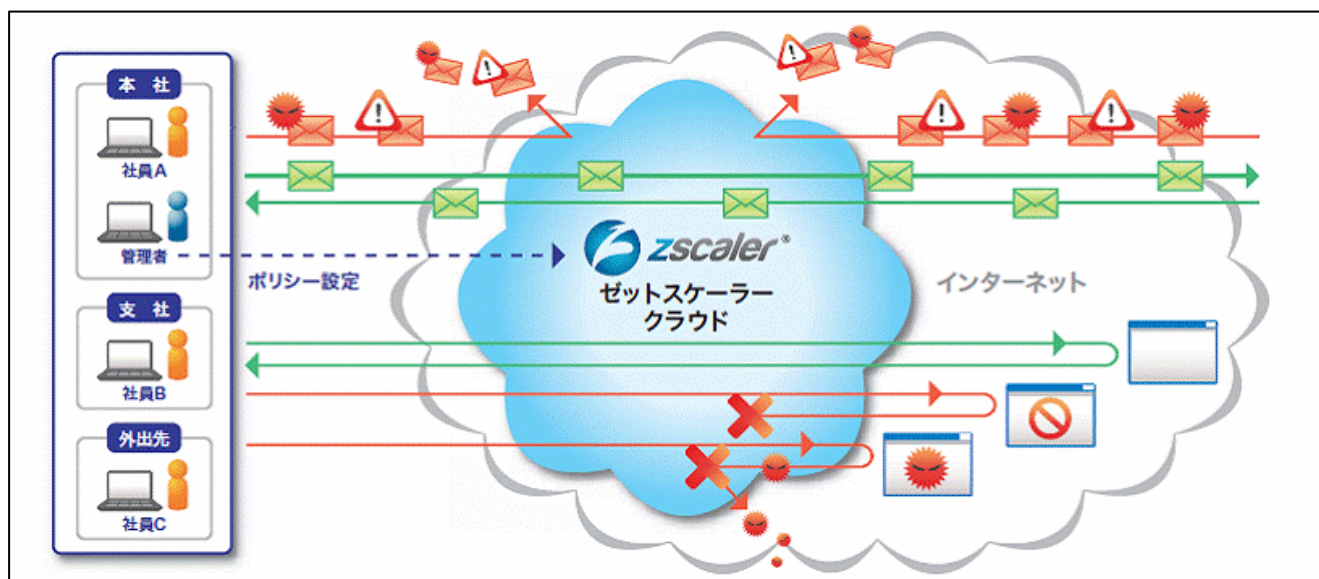 本 社
社員A
管理者
ポリシー設定
zscaler®
ゼットスケーラー
クラウド
インターネット
支 社
社員B
外出先
社員C